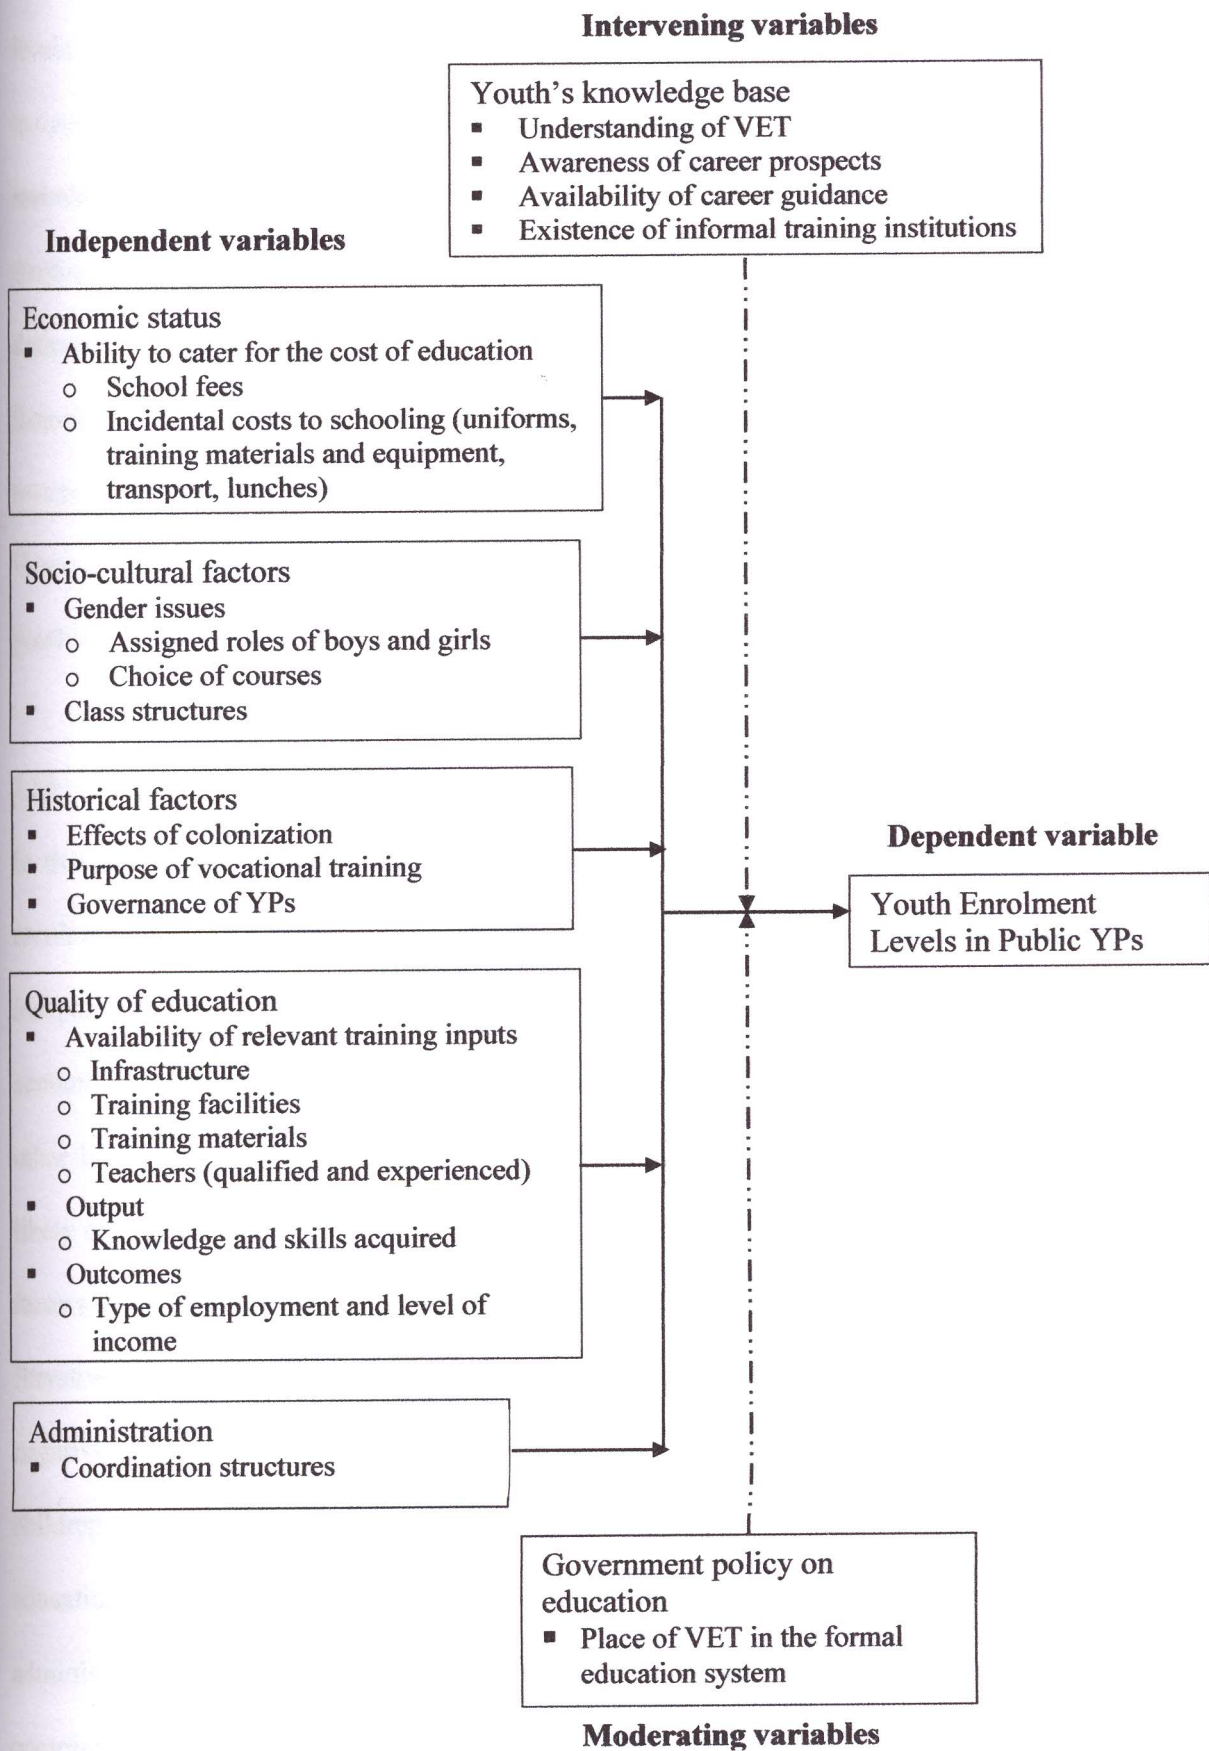 Intervening variables
Youth's knowledge base
▪ Understanding of VET
▪ Awareness of career prospects
▪ Availability of career guidance
▪ Existence of informal training institutions
Independent variables
Economic status
▪ Ability to cater for the cost of education
o School fees
o Incidental costs to schooling (uniforms,
training materials and equipment,
transport, lunches)
Socio-cultural factors
▪ Gender issues
o Assigned roles of boys and girls
o Choice of courses
▪ Class structures
Historical factors
▪ Effects of colonization
▪ Purpose of vocational training
▪ Governance of YPs
Dependent variable
Youth Enrolment
Levels in Public YPs
Quality of education
▪ Availability of relevant training inputs
o Infrastructure
o Training facilities
o Training materials
o Teachers (qualified and experienced)
▪ Output
o Knowledge and skills acquired
▪ Outcomes
o Type of employment and level of
income
Administration
▪ Coordination structures
Government policy on
education
▪ Place of VET in the formal
education system
Moderating variables